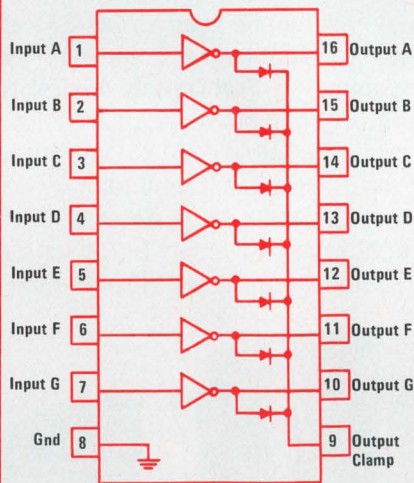 Input A 1 16 Output A
Input B 2 15 Output B
Input C 3 14 Output C
Input D 4 13 Output D
Input E 5 12 Output E
Input F 6 11 Output F
Input G 7 10 Output G
Gnd 8 9 Output
Clamp